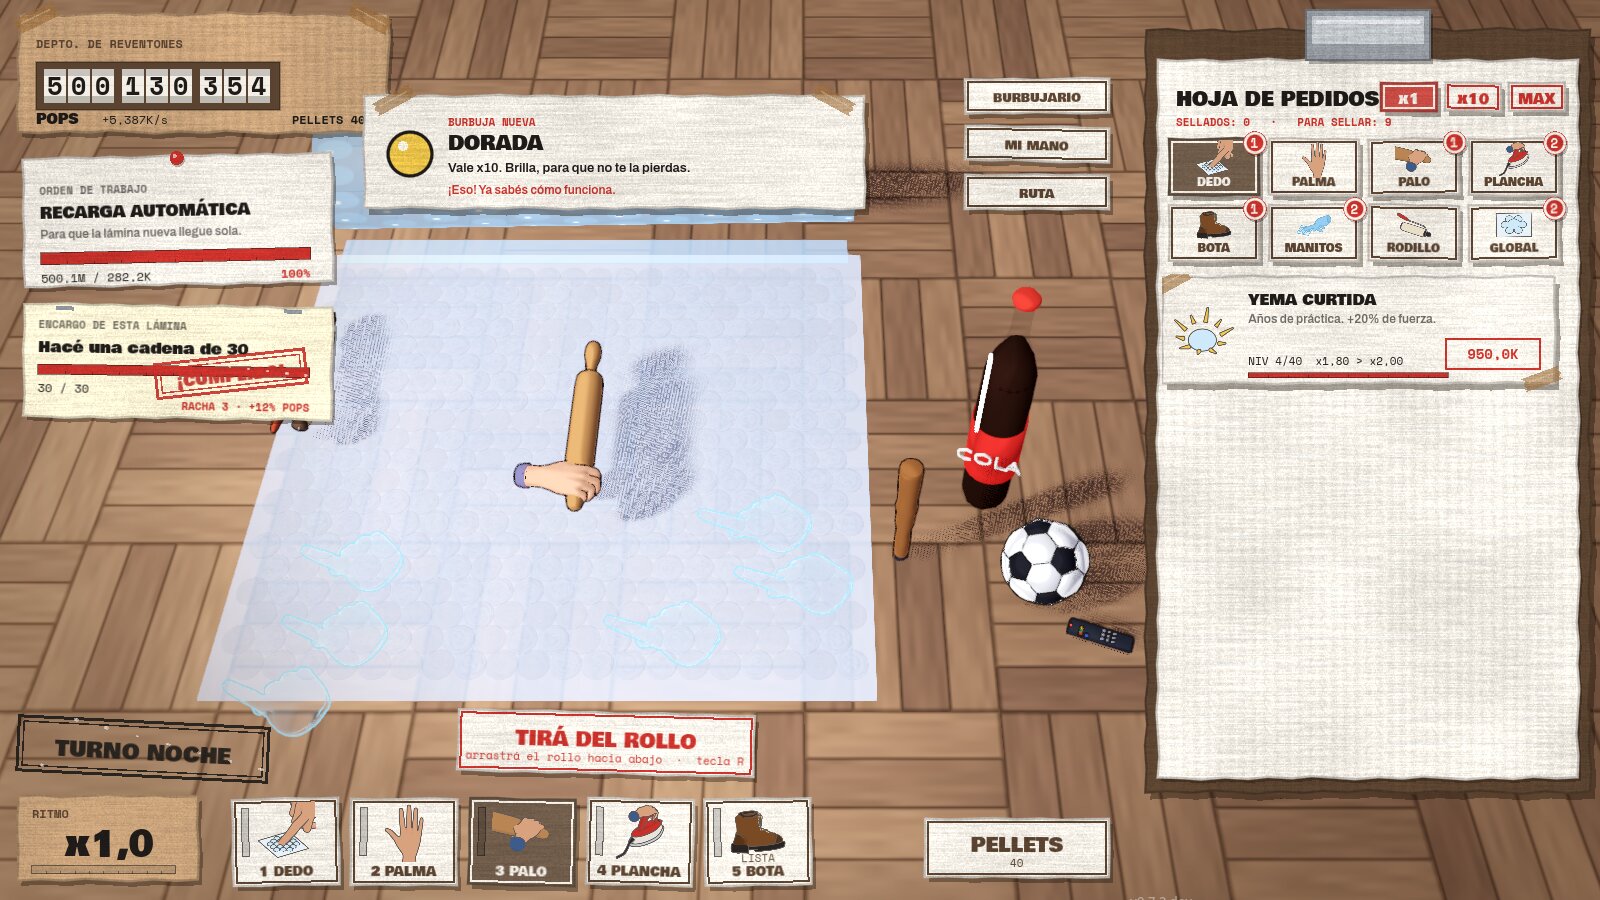 DEPTO. DE REVENTONES
500130354
POPS +5,387K/s PELLETS 40
ORDEN DE TRABAJO
RECARGA AUTOMÁTICA
Para que la lámina nueva llegue sola.
500.1M / 282.2K 100%
ENCARGO DE ESTA LÁMINA
Hacé una cadena de 30
30 / 30
RACHA 3 · +12% POPS
BURBUJA NUEVA
DORADA
Vale x10. Brilla, para que no te la pierdas.
¡Eso! Ya sabés cómo funciona.
BURBUJARIO
MI MANO
RUTA
HOJA DE PEDIDOS x1 x10 MAX
SELLADOS: 0 · PARA SELLAR: 9
DEDO 1
PALMA
PALO 1
PLANCHA 2
BOTA 1
MANITOS 2
RODILLO
GLOBAL 2
YEMA CURTIDA
Años de práctica. +20% de fuerza.
NIV 4/40 x1,80 > x2,00
950,0K
COLA
TURNO NOCHE
TIRÁ DEL ROLLO
arrastrá el rollo hacia abajo · tecla R
RITMO
x1,0
1 DEDO
2 PALMA
3 PALO
4 PLANCHA
LISTA
5 BOTA
PELLETS
40